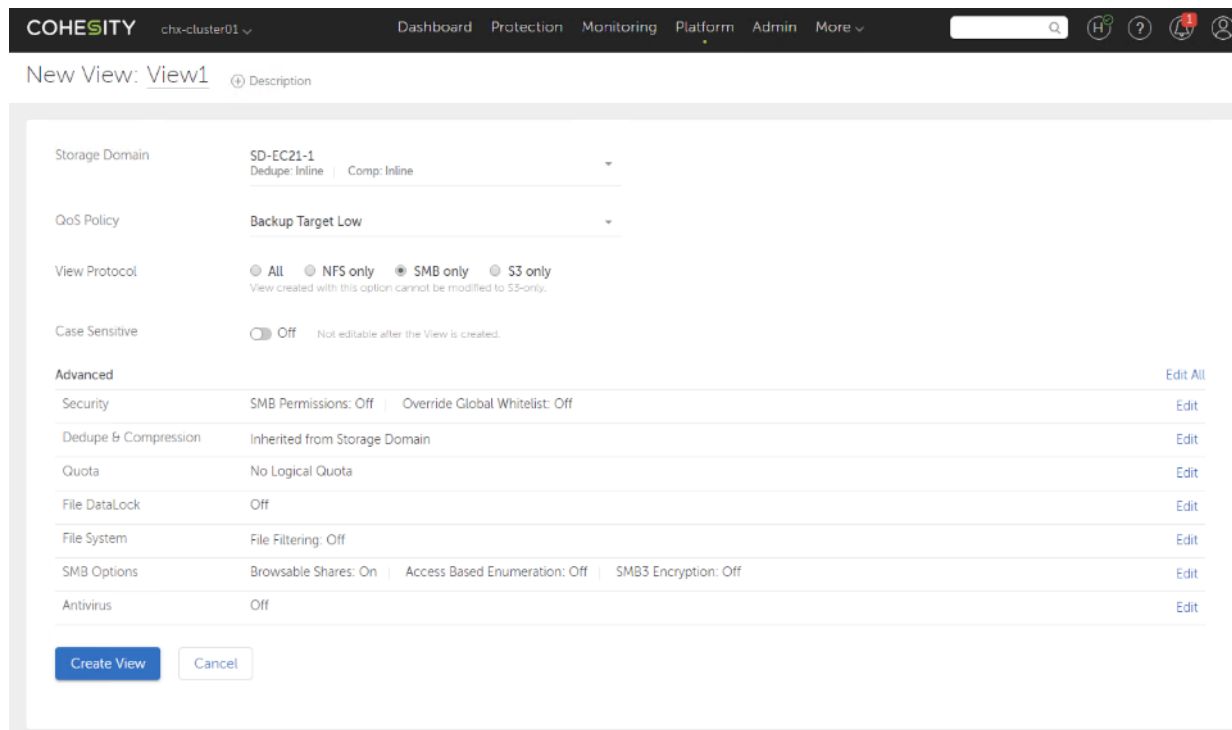 COHESITY chx-cluster01 Dashboard Protection Monitoring Platform Admin More H ? 1
New View: View1 Description
Storage Domain SD-EC21-1
Dedupe: Inline Comp: Inline
QoS Policy Backup Target Low
View Protocol All NFS only SMB only S3 only
View created with this option cannot be modified to S3-only.
Case Sensitive Off Not editable after the View is created.
Advanced Edit All
Security SMB Permissions: Off Override Global Whitelist: Off Edit
Dedupe & Compression Inherited from Storage Domain Edit
Quota No Logical Quota Edit
File DataLock Off Edit
File System File Filtering: Off Edit
SMB Options Browsable Shares: On Access Based Enumeration: Off SMB3 Encryption: Off Edit
Antivirus Off Edit
Create View Cancel